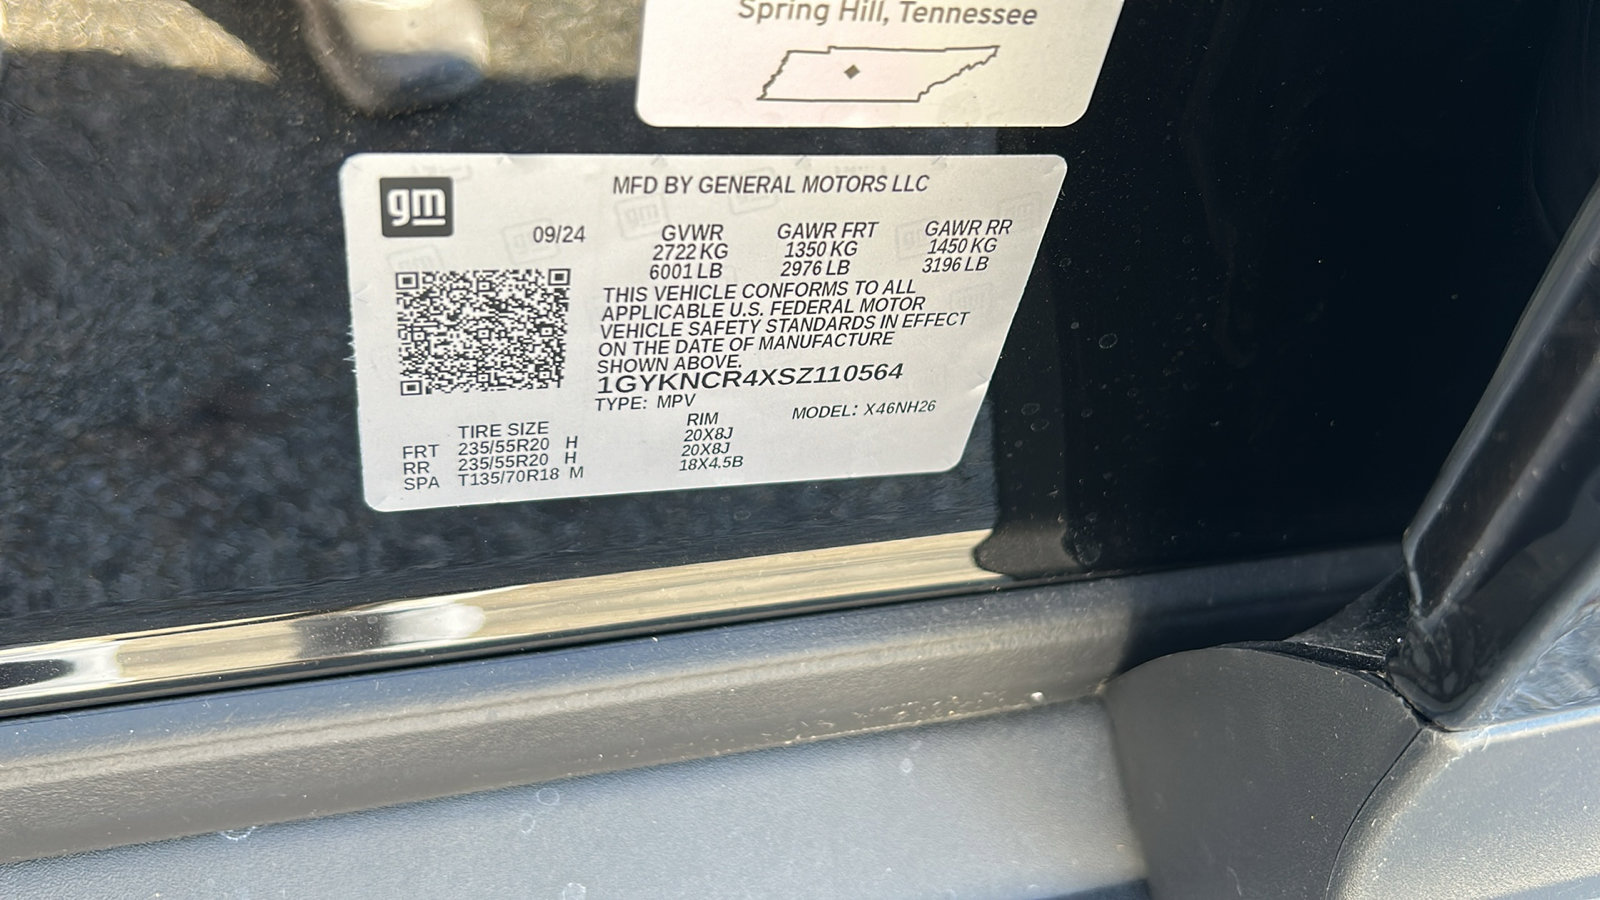 Spring Hill, Tennessee
gm
MFD BY GENERAL MOTORS LLC
09/24
GVWR GAWR FRT GAWR RR
2722 KG 1350 KG 1450 KG
6001 LB 2976 LB 3196 LB
THIS VEHICLE CONFORMS TO ALL
APPLICABLE U.S. FEDERAL MOTOR
VEHICLE SAFETY STANDARDS IN EFFECT
ON THE DATE OF MANUFACTURE
SHOWN ABOVE.
1GYKNCR4XSZ110564
TYPE: MPV MODEL: X46NH26
TIRE SIZE RIM
FRT 235/55R20 H 20X8J
RR 235/55R20 H 20X8J
SPA T135/70R18 M 18X4.5B